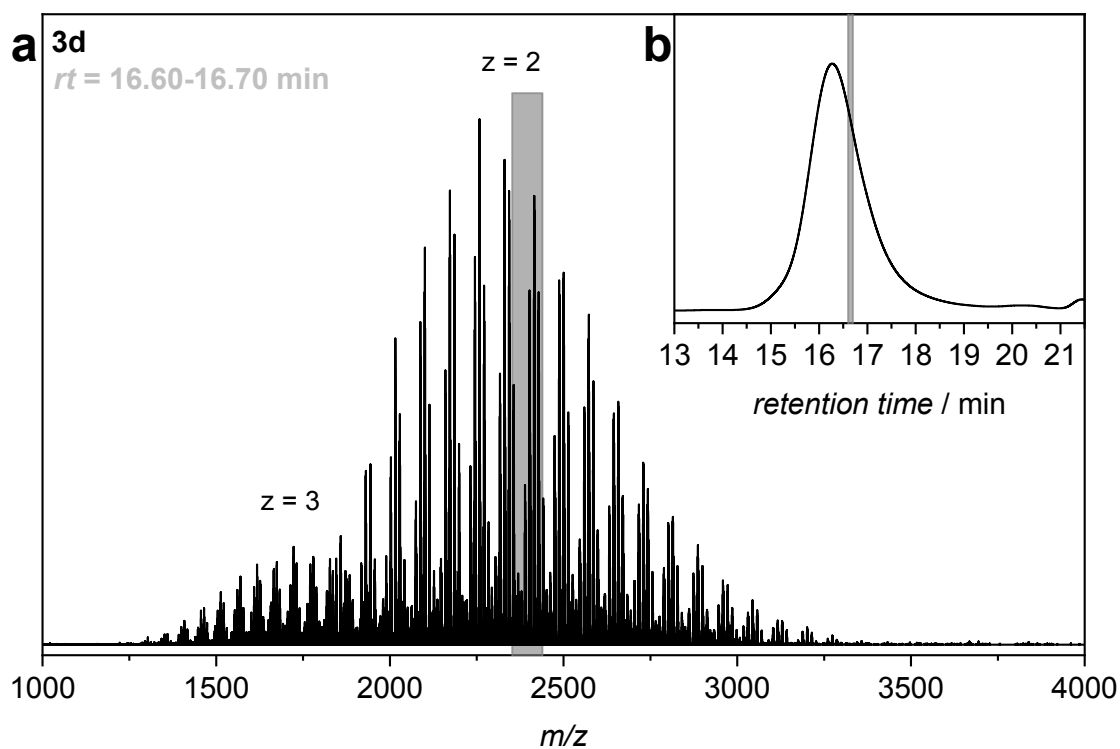 a
3d
rt = 16.60-16.70 min
z = 2
z = 3
1000 1500 2000 2500 3000 3500 4000
m/z
b
13 14 15 16 17 18 19 20 21
retention time / min